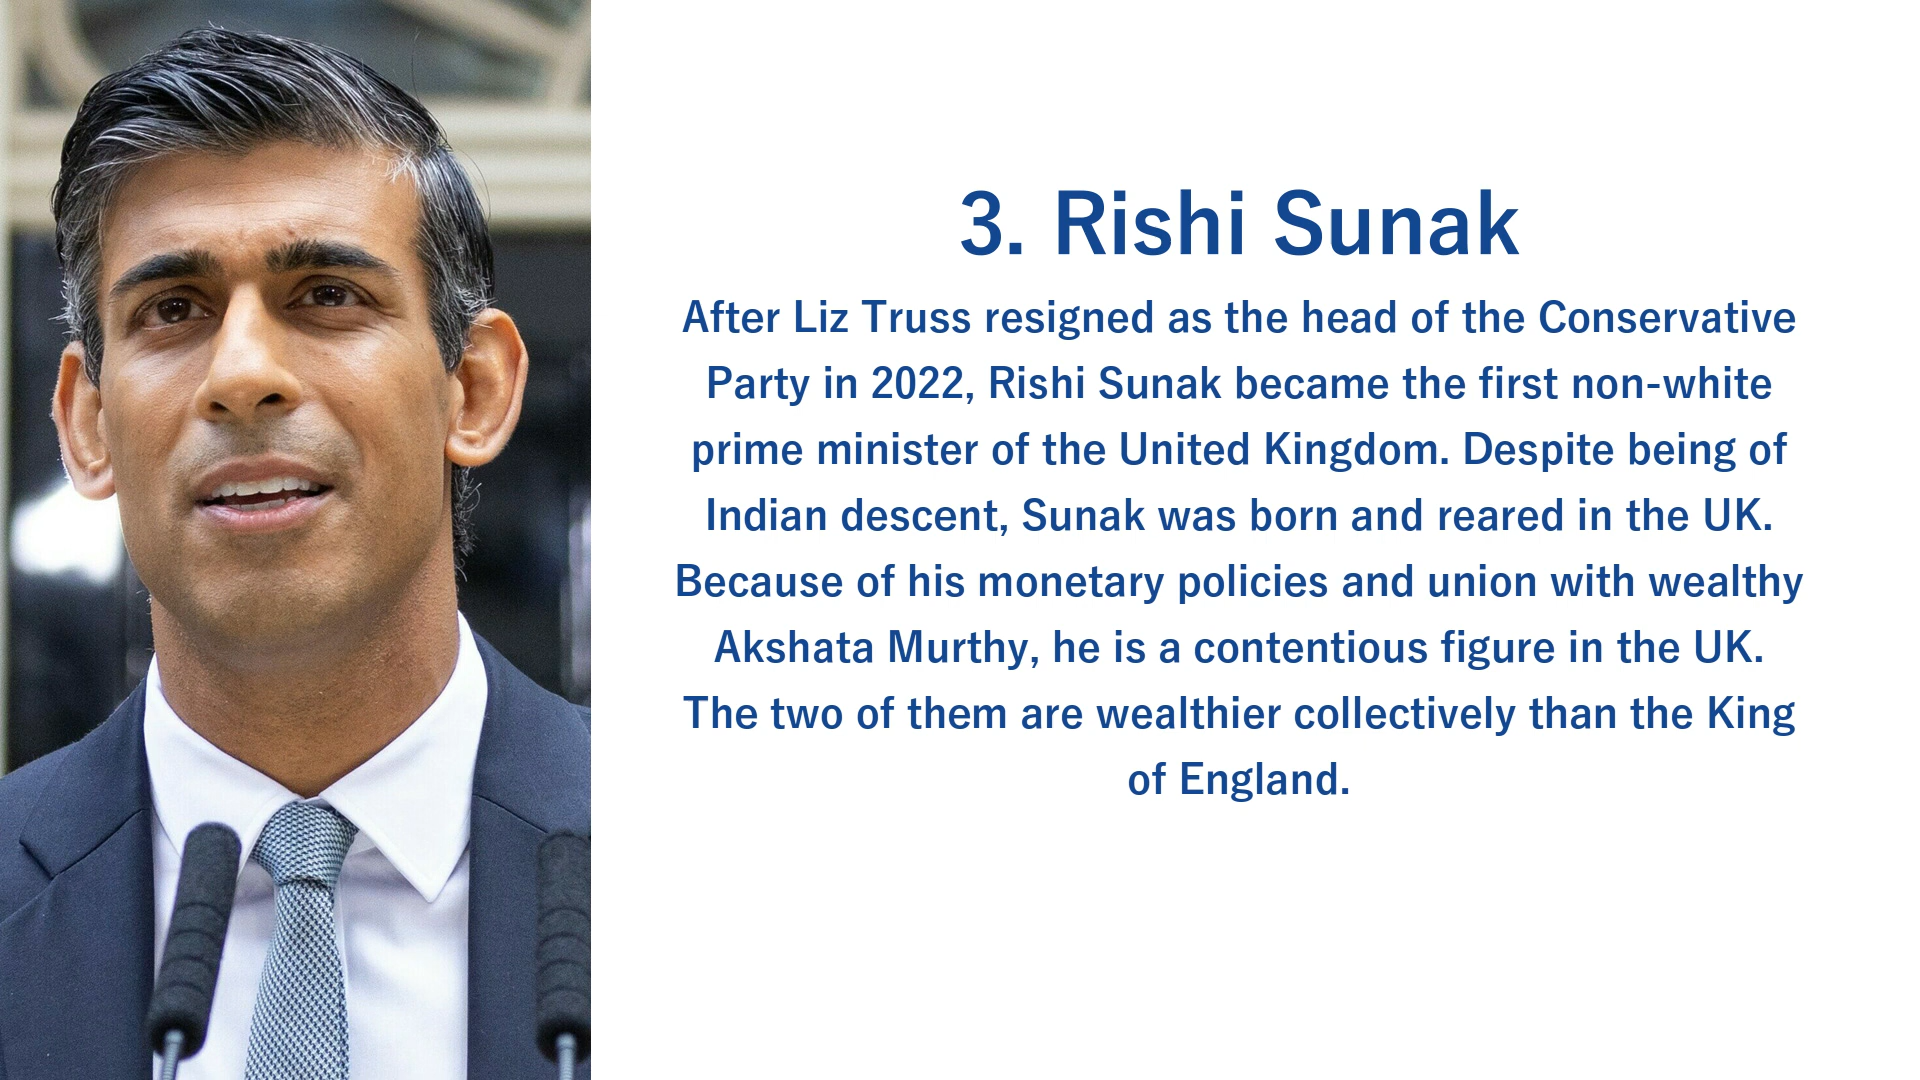 3. Rishi Sunak
After Liz Truss resigned as the head of the Conservative
Party in 2022, Rishi Sunak became the first non-white
prime minister of the United Kingdom. Despite being of
Indian descent, Sunak was born and reared in the UK.
Because of his monetary policies and union with wealthy
Akshata Murthy, he is a contentious figure in the UK.
The two of them are wealthier collectively than the King
of England.